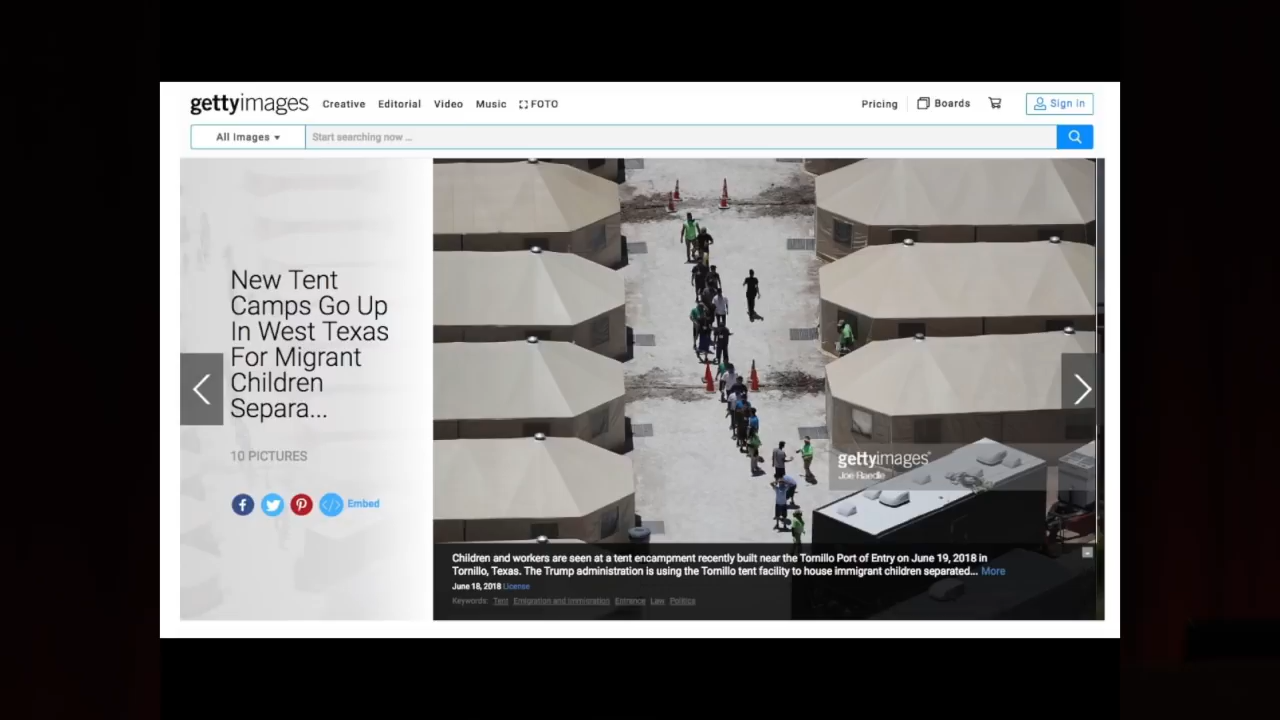 gettyimages Creative Editorial Video Music FOTO Pricing Boards Sign in
All Images Start searching now ...
New Tent
Camps Go Up
In West Texas
For Migrant
Children
Separa...
10 PICTURES
Embed
gettyimages
Joe Raedle
Children and workers are seen at a tent encampment recently built near the Tornillo Port of Entry on June 19, 2018 in
Tornillo, Texas. The Trump administration is using the Tornillo tent facility to house immigrant children separated... More
June 18, 2018 License
Keywords: Tent Emigration and Immigration Entrance Law Politics